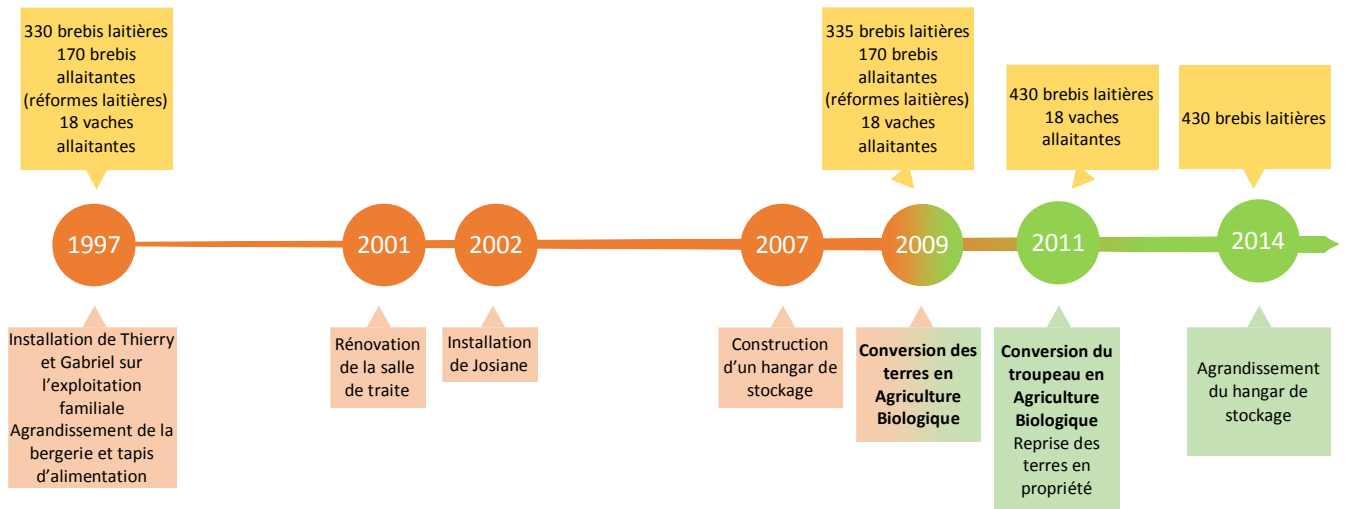 330 brebis laitières
170 brebis
allaitantes
(réformes laitières)
18 vaches
allaitantes
335 brebis laitières
170 brebis
allaitantes
(réformes laitières)
18 vaches
allaitantes
430 brebis laitières
18 vaches
allaitantes
430 brebis laitières
1997
2001
2002
2007
2009
2011
2014
Installation de Thierry
et Gabriel sur
l’exploitation
familiale
Agrandissement de la
bergerie et tapis
d’alimentation
Rénovation
de la salle
de traite
Installation
de Josiane
Construction
d’un hangar de
stockage
Conversion des
terres en
Agriculture
Biologique
Conversion du
troupeau en
Agriculture
Biologique
Reprise des
terres en
propriété
Agrandissement
du hangar de
stockage